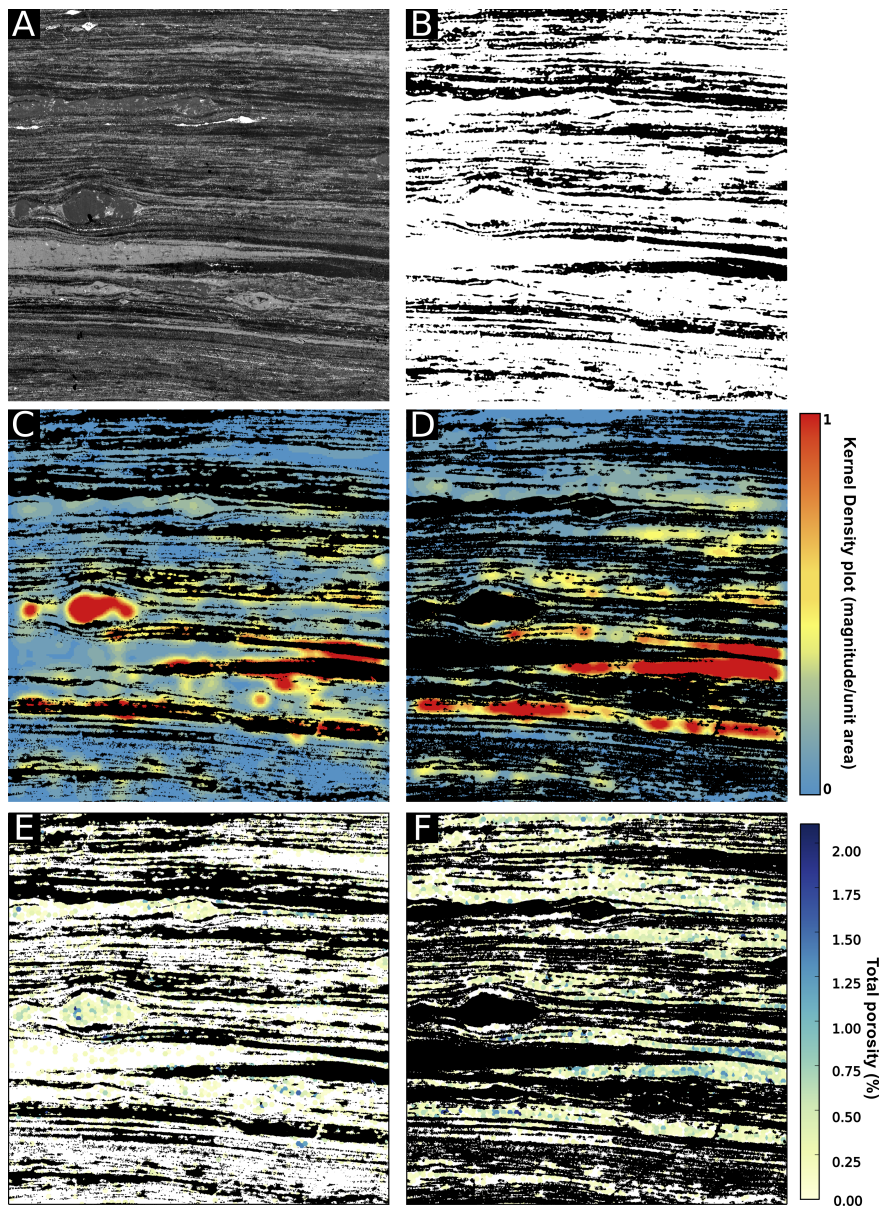 A
B
C
D
1
Kernel Density plot (magnitude/unit area)
0
E
F
2.00
1.75
1.50
1.25
1.00
0.75
0.50
0.25
0.00
Total porosity (%)